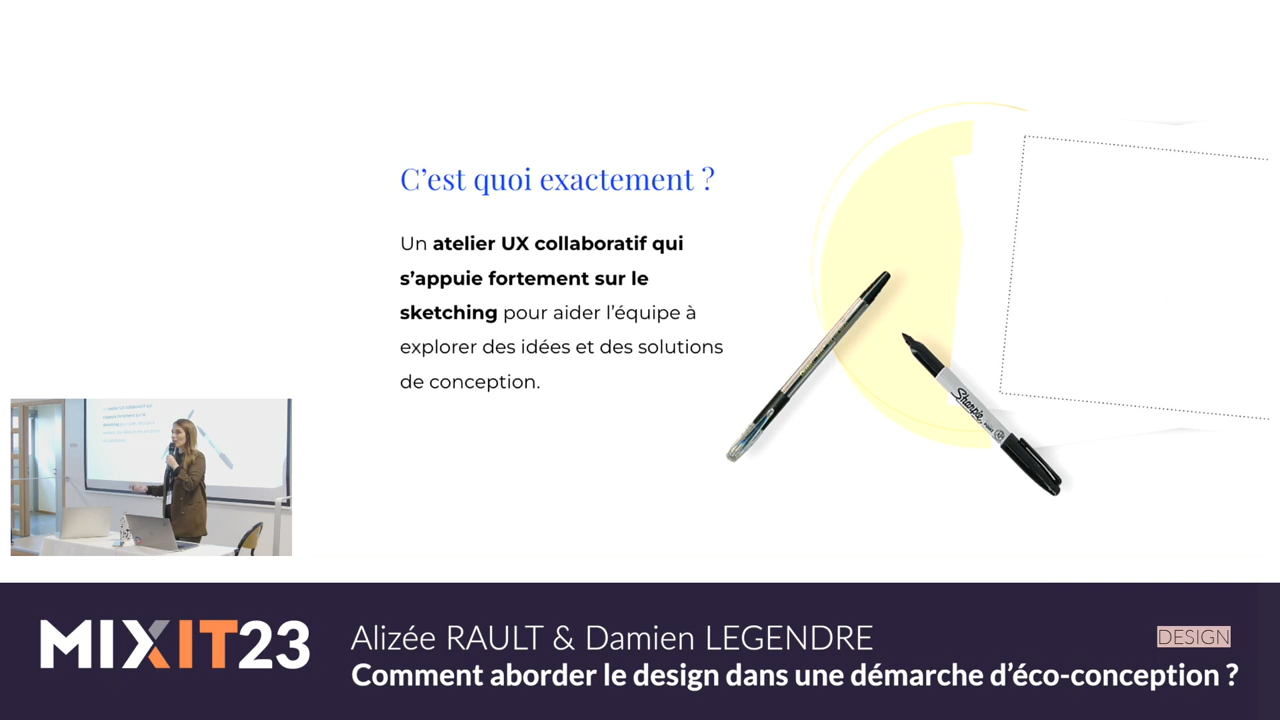 C’est quoi exactement ?
Un atelier UX collaboratif qui
s’appuie fortement sur le
sketching pour aider l’équipe à
explorer des idées et des solutions
de conception.
Sharpie
MIXIT23
Alizée RAULT & Damien LEGENDRE
DESIGN
Comment aborder le design dans une démarche d’éco-conception ?